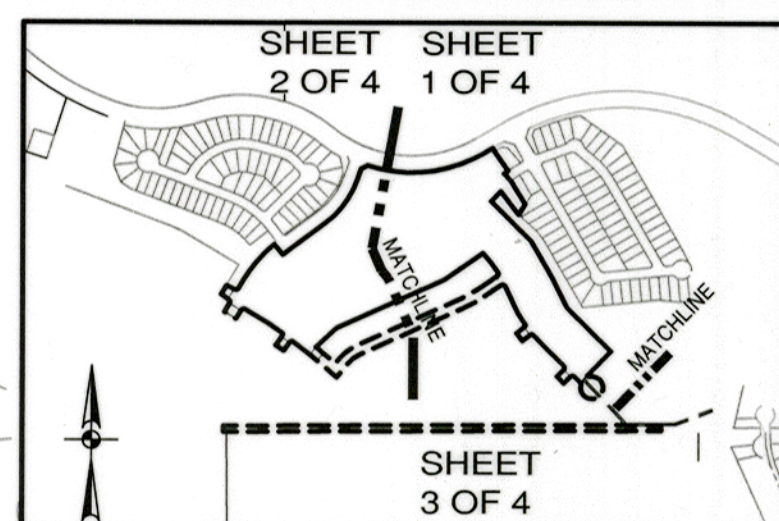 SHEET
2 OF 4
SHEET
1 OF 4
MATCHLINE
MATCHLINE
SHEET
3 OF 4